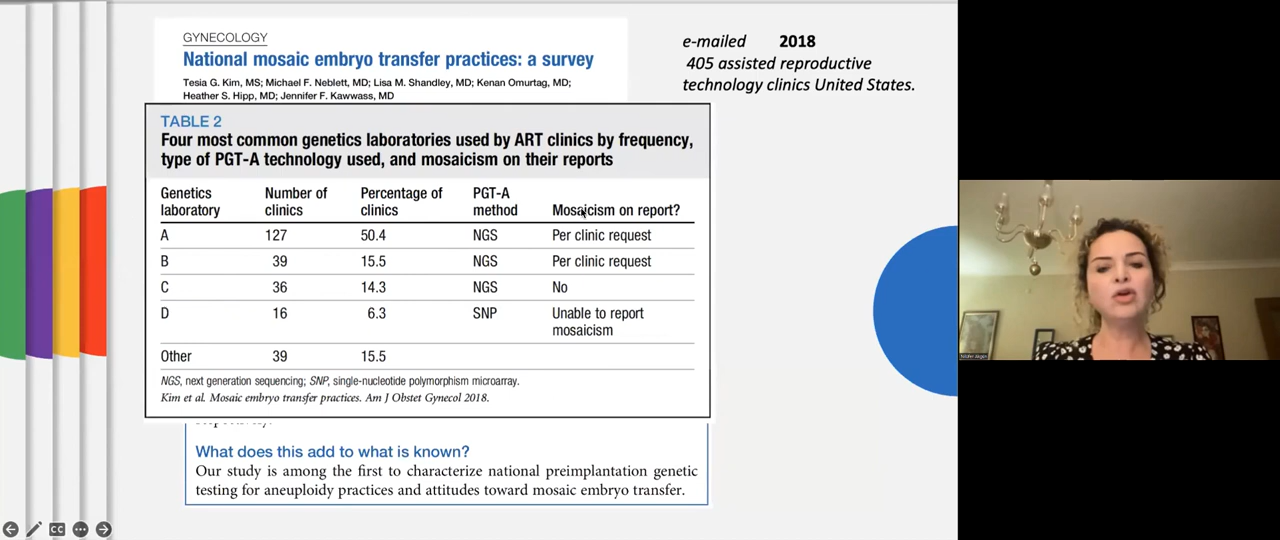 GYNECOLOGY
National mosaic embryo transfer practices: a survey
Tesia G. Kim, MS; Michael F. Neblett, MD; Lisa M. Shandley, MD; Kenan Omurtag, MD;
Heather S. Hipp, MD; Jennifer F. Kawwass, MD
e-mailed 2018
405 assisted reproductive
technology clinics United States.
TABLE 2
Four most common genetics laboratories used by ART clinics by frequency,
type of PGT-A technology used, and mosaicism on their reports
Genetics laboratory Number of clinics Percentage of clinics PGT-A method Mosaicism on report?
A 127 50.4 NGS Per clinic request
B 39 15.5 NGS Per clinic request
C 36 14.3 NGS No
D 16 6.3 SNP Unable to report
mosaicism
Other 39 15.5
NGS, next generation sequencing; SNP, single-nucleotide polymorphism microarray.
Kim et al. Mosaic embryo transfer practices. Am J Obstet Gynecol 2018.
What does this add to what is known?
Our study is among the first to characterize national preimplantation genetic
testing for aneuploidy practices and attitudes toward mosaic embryo transfer.
CC